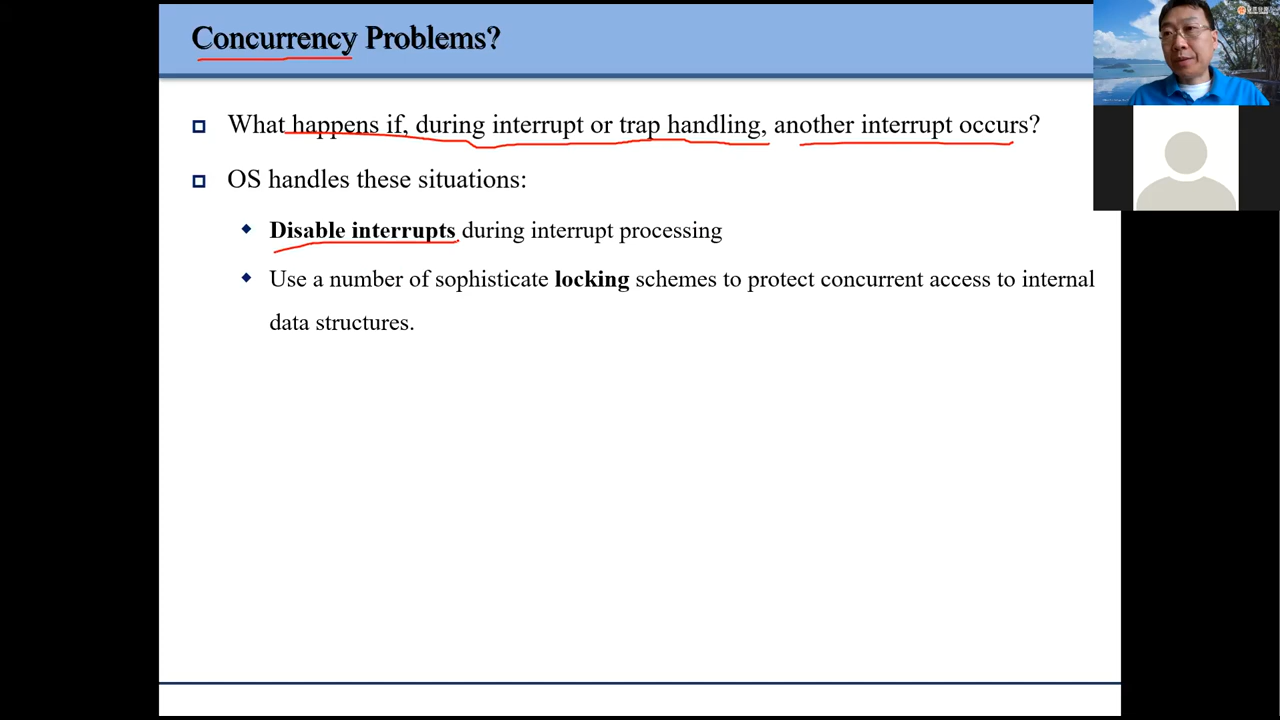 Concurrency Problems?
What happens if, during interrupt or trap handling, another interrupt occurs?
OS handles these situations:
Disable interrupts during interrupt processing
Use a number of sophisticate locking schemes to protect concurrent access to internal
data structures.